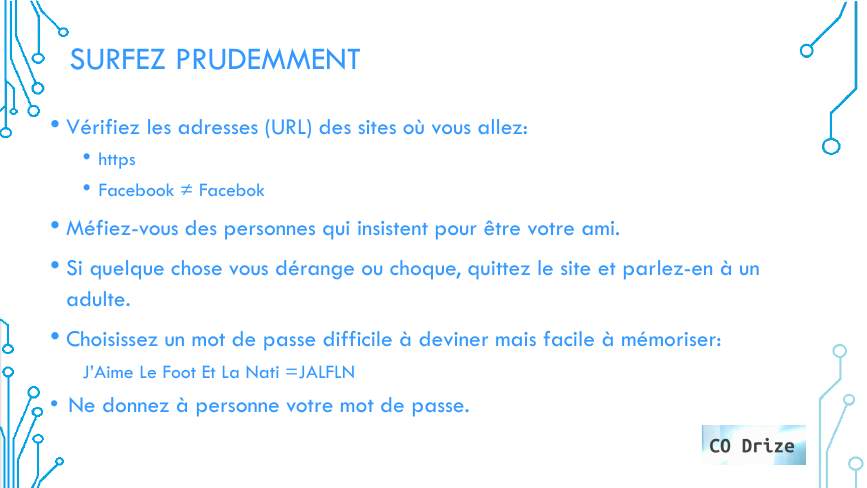 SURFEZ PRUDEMMENT
• Vérifiez les adresses (URL) des sites où vous allez:
• https
• Facebook ≠ Facebok
• Méfiez-vous des personnes qui insistent pour être votre ami.
• Si quelque chose vous dérange ou choque, quittez le site et parlez-en à un
adulte.
• Choisissez un mot de passe difficile à deviner mais facile à mémoriser:
J'Aime Le Foot Et La Nati =JALFLN
• Ne donnez à personne votre mot de passe.
CO Drize